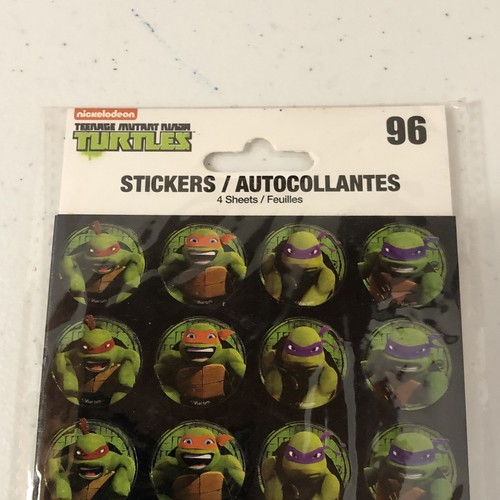 nickelodeon
TEENAGE MUTANT NINJA
TURTLES
96
STICKERS / AUTOCOLLANTES
4 Sheets / Feuilles